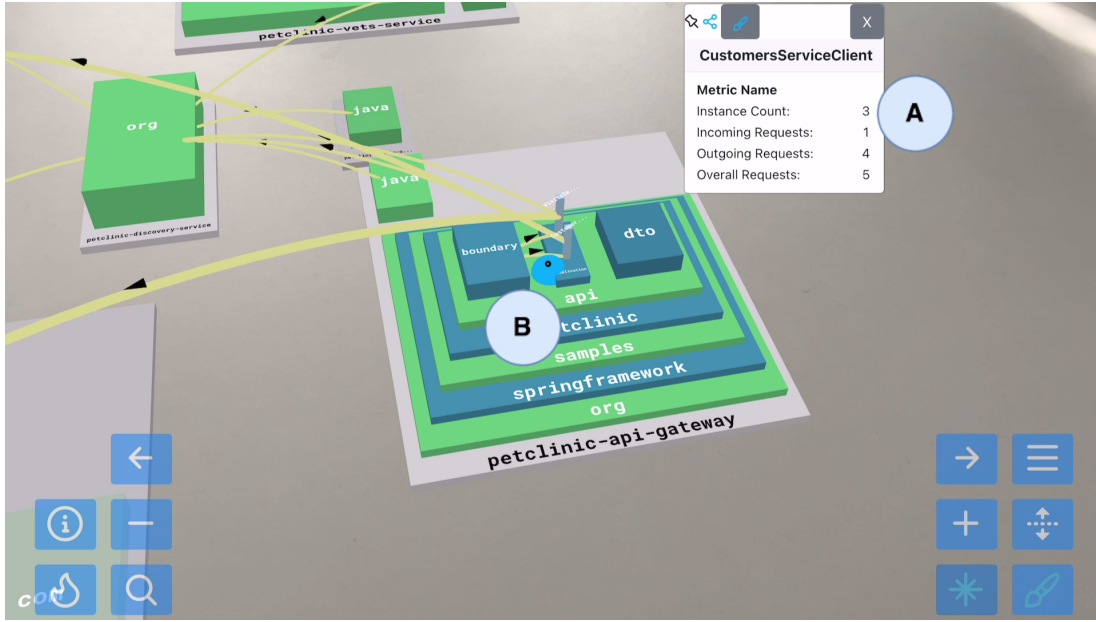 petclinic-vets-service
org
java
java
petclinic-discovery-service
boundary
dto
api
tclinic
samples
springframework
org
petclinic-api-gateway
X
CustomersServiceClient
Metric Name
Instance Count: 3
Incoming Requests: 1
Outgoing Requests: 4
Overall Requests: 5
A
B
com